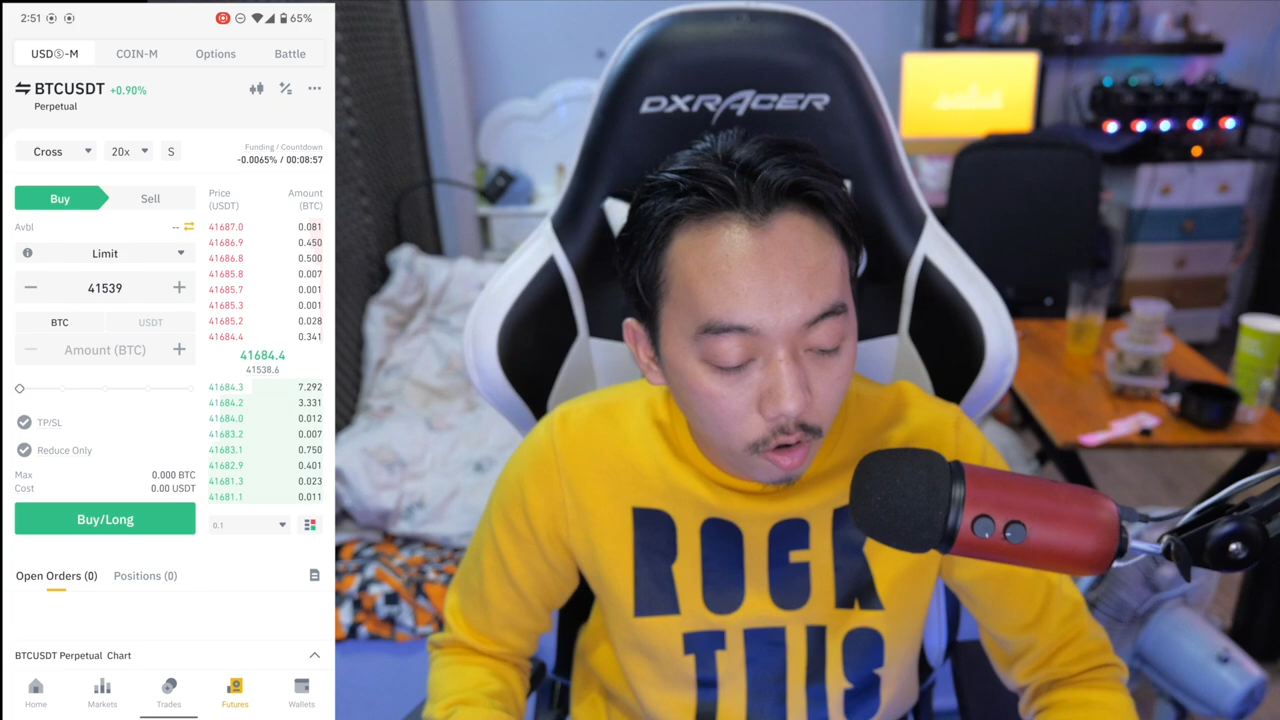 2:51
65%
USDⓈ-M
COIN-M
Options
Battle
BTCUSDT +0.90%
Perpetual
Cross
20x
S
Funding / Countdown
-0.0065% / 00:08:57
Buy
Sell
Avbl
--
Limit
41539
BTC
USDT
Amount (BTC)
TP/SL
Reduce Only
Max 0.000 BTC
Cost 0.00 USDT
Buy/Long
Price Amount
(USDT) (BTC)
41687.0 0.081
41686.9 0.450
41686.8 0.500
41685.8 0.007
41685.7 0.001
41685.3 0.001
41685.2 0.028
41684.4 0.341
41684.4
41538.6
41684.3 7.292
41684.2 3.331
41684.0 0.012
41683.2 0.007
41683.1 0.750
41682.9 0.401
41681.3 0.023
41681.1 0.011
0.1
Open Orders (0)
Positions (0)
BTCUSDT Perpetual Chart
Home
Markets
Trades
Futures
Wallets
DXRACER
ROCK
THIS